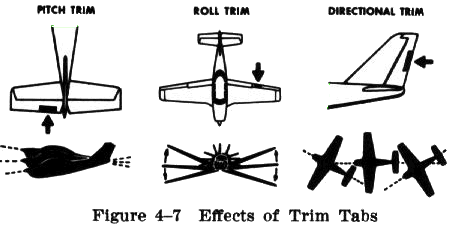 PITCH TRIM
ROLL TRIM
DIRECTIONAL TRIM
Figure 4–7 Effects of Trim Tabs